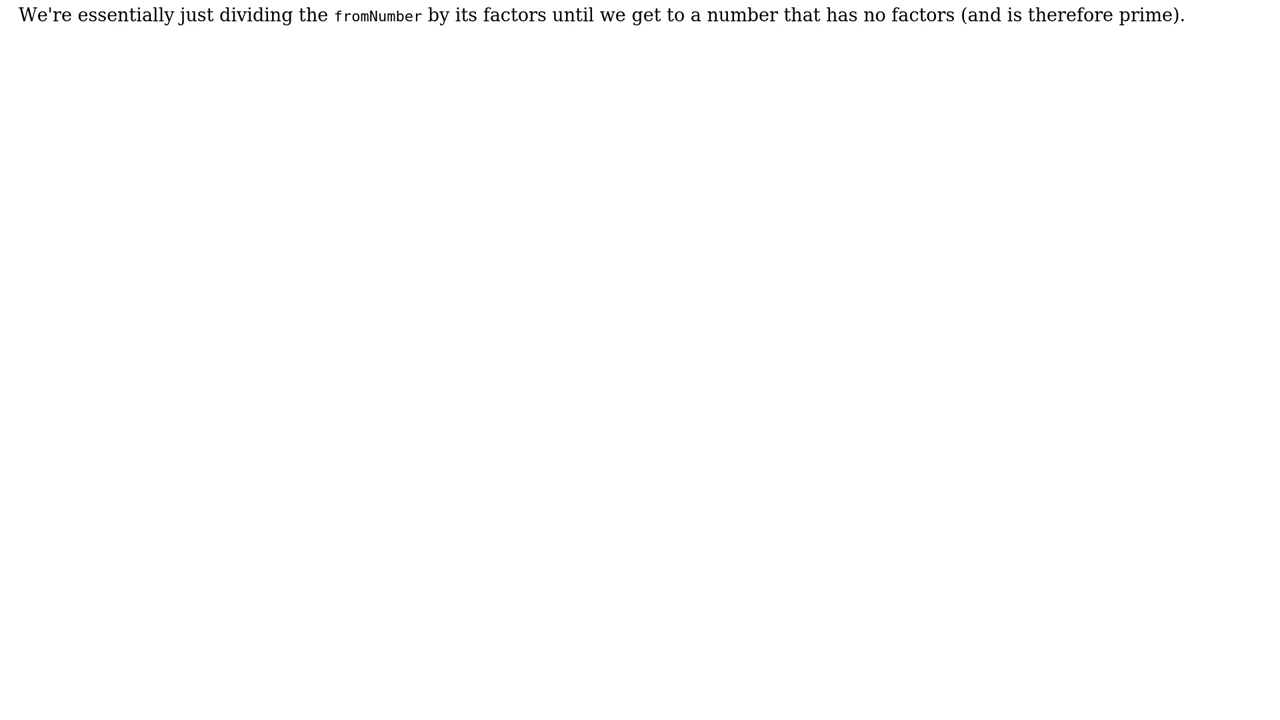 We're essentially just dividing the fromNumber by its factors until we get to a number that has no factors (and is therefore prime).